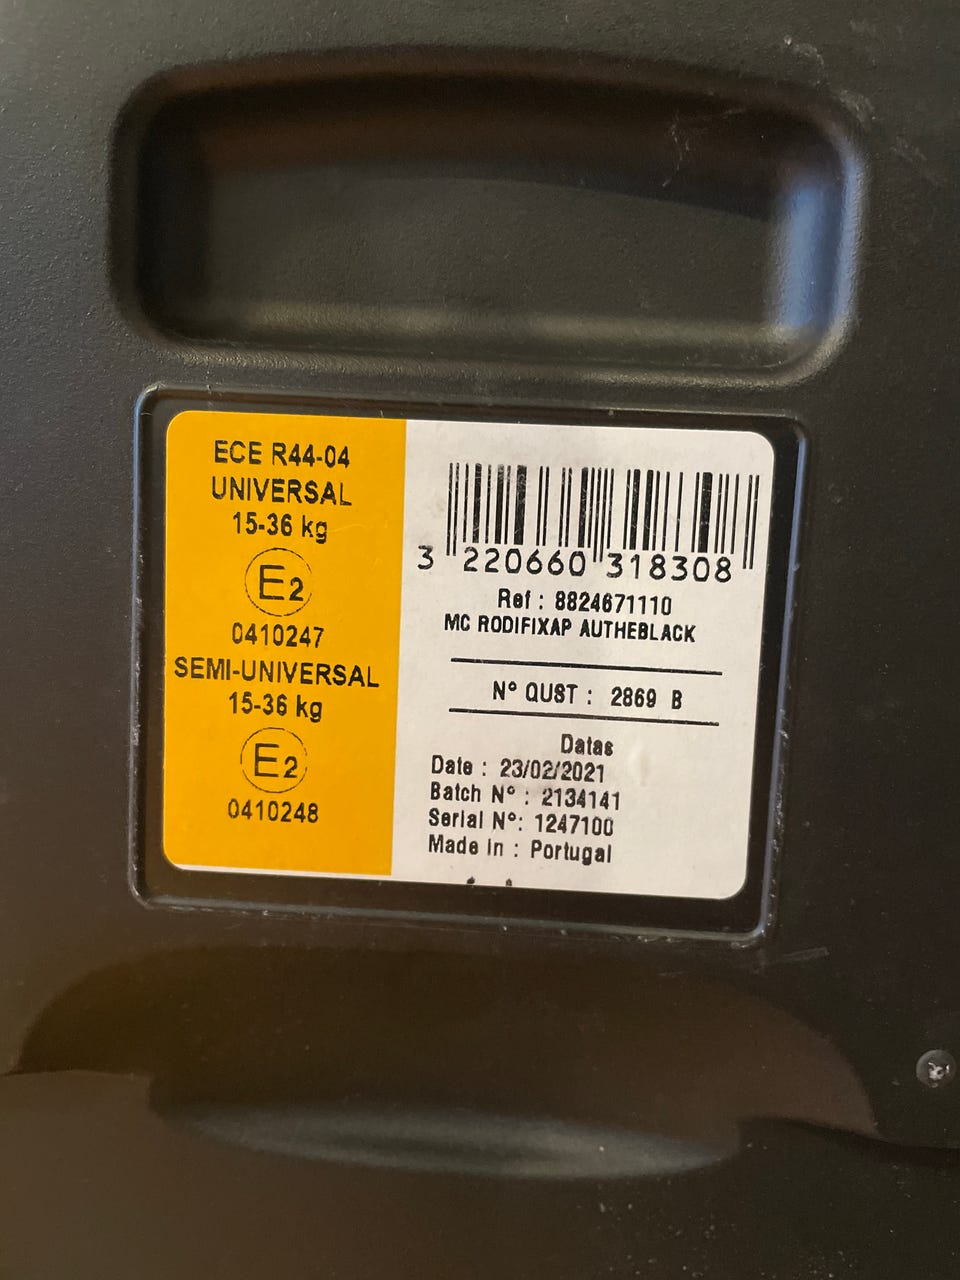 ECE R44-04
UNIVERSAL
15-36 kg
E2
0410247
SEMI-UNIVERSAL
15-36 kg
E2
0410248
3 220660 318308
Ref : 8824671110
MC RODIFIXAP AUTHEBLACK
N° QUST : 2869 B
Datas
Date : 23/02/2021
Batch N° : 2134141
Serial N°: 1247100
Made in : Portugal